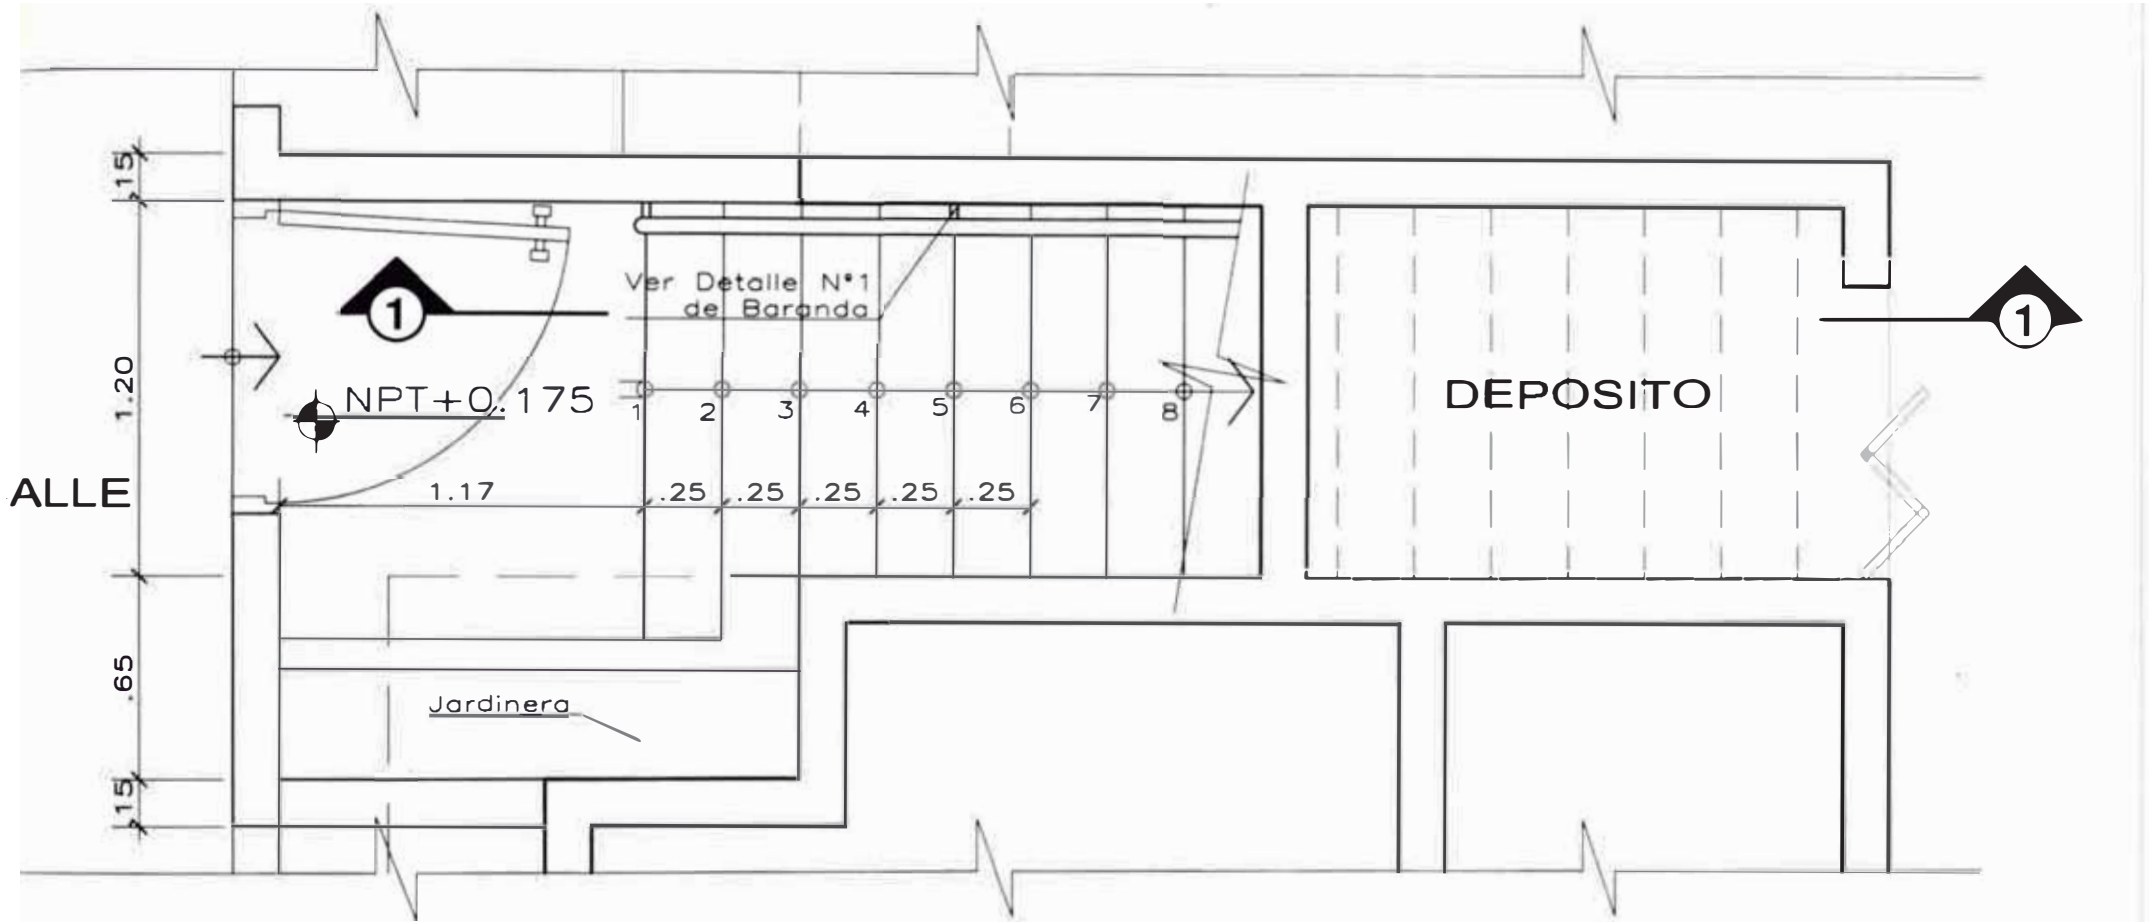 .15
1
Ver Detalle N°1
de Baranda
1
1.20
NPT+0.175
1 2 3 4 5 6 7 8
DEPOSITO
ALLE
1.17 .25 .25 .25 .25 .25
.65
Jardinera
.15